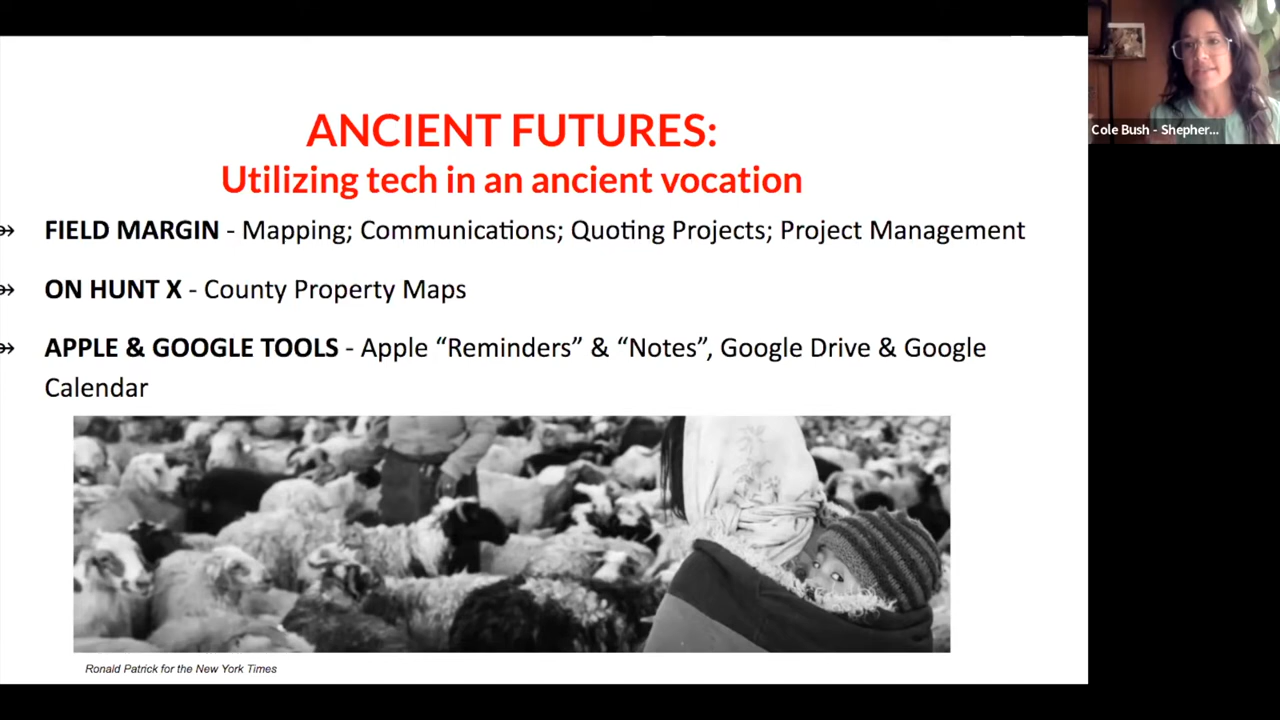 ANCIENT FUTURES:
Utilizing tech in an ancient vocation
FIELD MARGIN - Mapping; Communications; Quoting Projects; Project Management
ON HUNT X - County Property Maps
APPLE & GOOGLE TOOLS - Apple “Reminders” & “Notes”, Google Drive & Google
Calendar
Ronald Patrick for the New York Times
Cole Bush - Shepher...